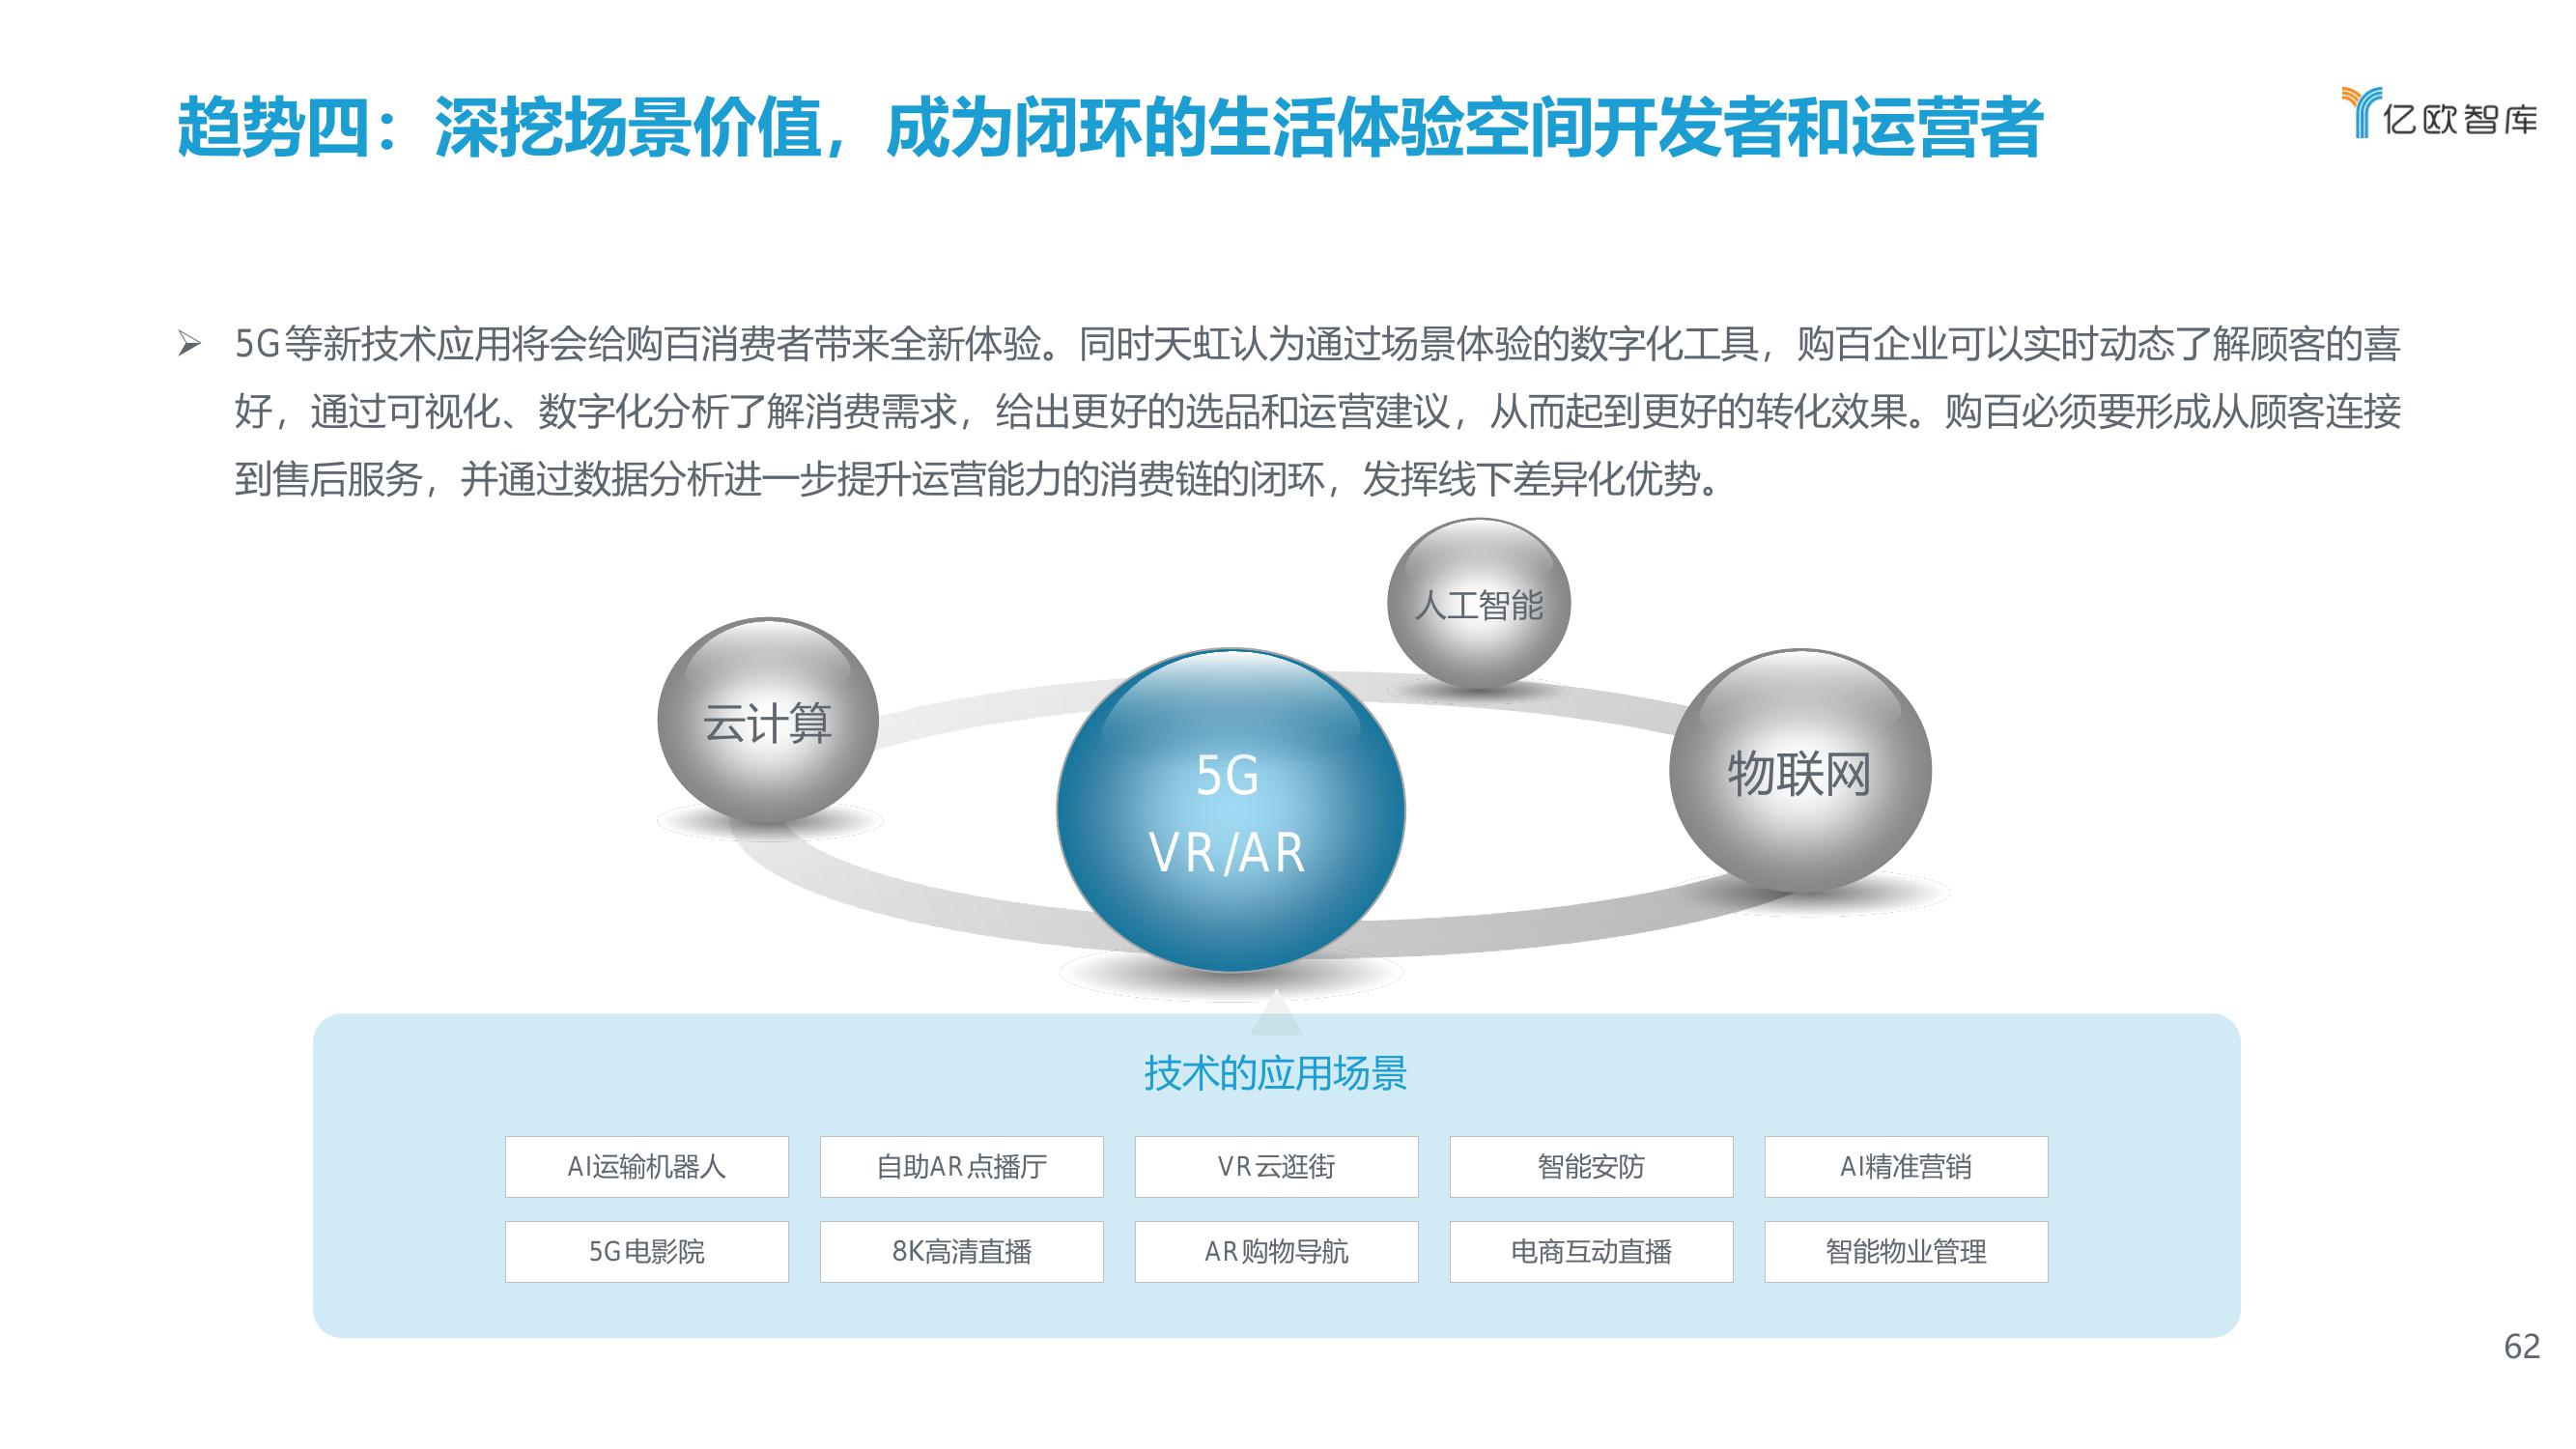 趋势四：深挖场景价值，成为闭环的生活体验空间开发者和运营者
亿欧智库
➢ 5G等新技术应用将会给购百消费者带来全新体验。同时天虹认为通过场景体验的数字化工具，购百企业可以实时动态了解顾客的喜
好，通过可视化、数字化分析了解消费需求，给出更好的选品和运营建议，从而起到更好的转化效果。购百必须要形成从顾客连接
到售后服务，并通过数据分析进一步提升运营能力的消费链的闭环，发挥线下差异化优势。
人工智能
云计算
5G
VR/AR
物联网
技术的应用场景
AI运输机器人
自助AR点播厅
VR云逛街
智能安防
AI精准营销
5G电影院
8K高清直播
AR购物导航
电商互动直播
智能物业管理
62